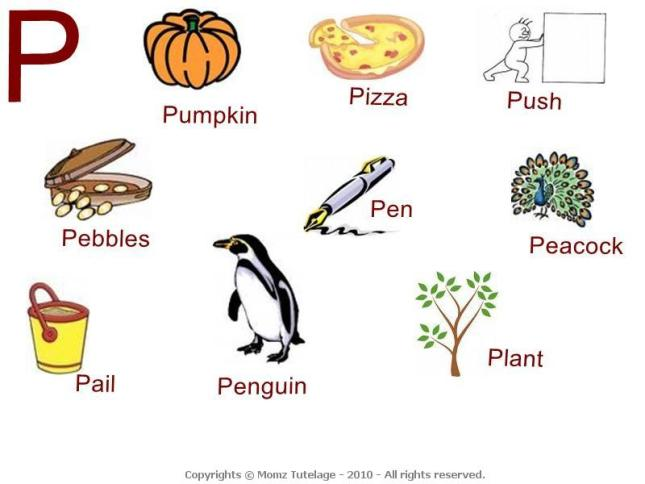 P
Pumpkin
Pizza
Push
Pebbles
Pen
Peacock
Pail
Penguin
Plant
Copyrights © Momz Tutelage - 2010 - All rights reserved.